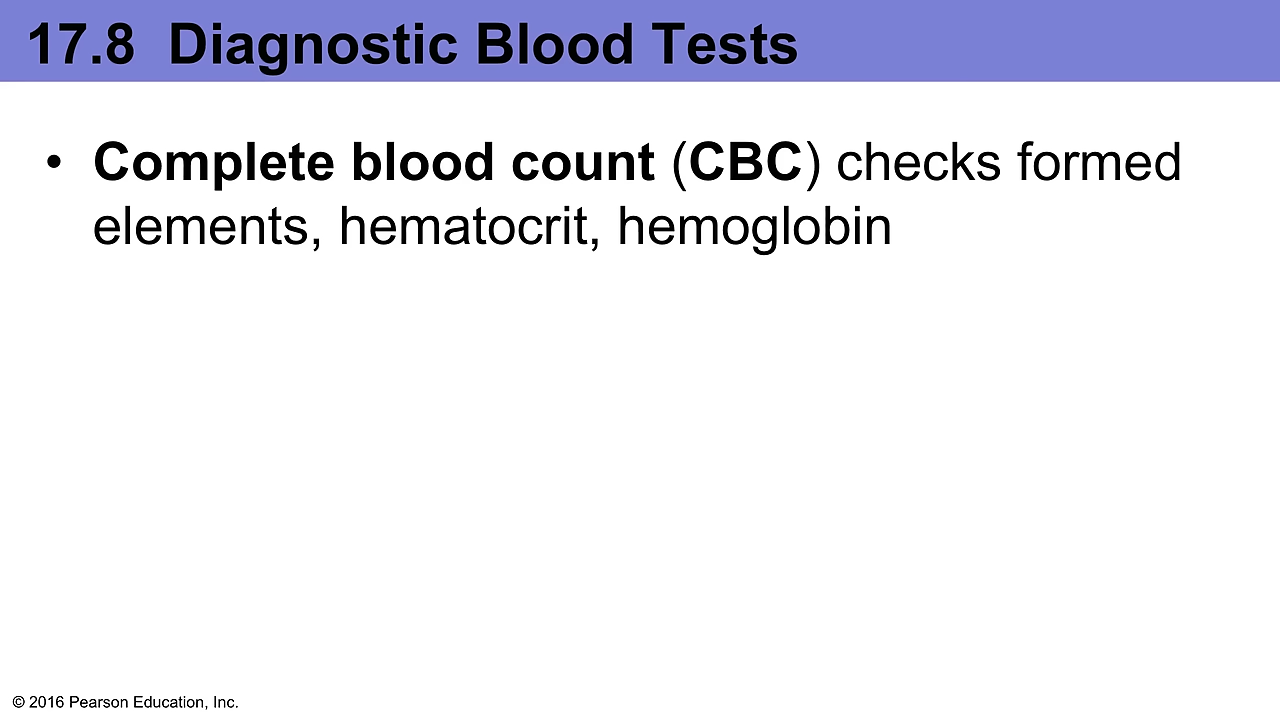 17.8 Diagnostic Blood Tests
• Complete blood count (CBC) checks formed
elements, hematocrit, hemoglobin
© 2016 Pearson Education, Inc.